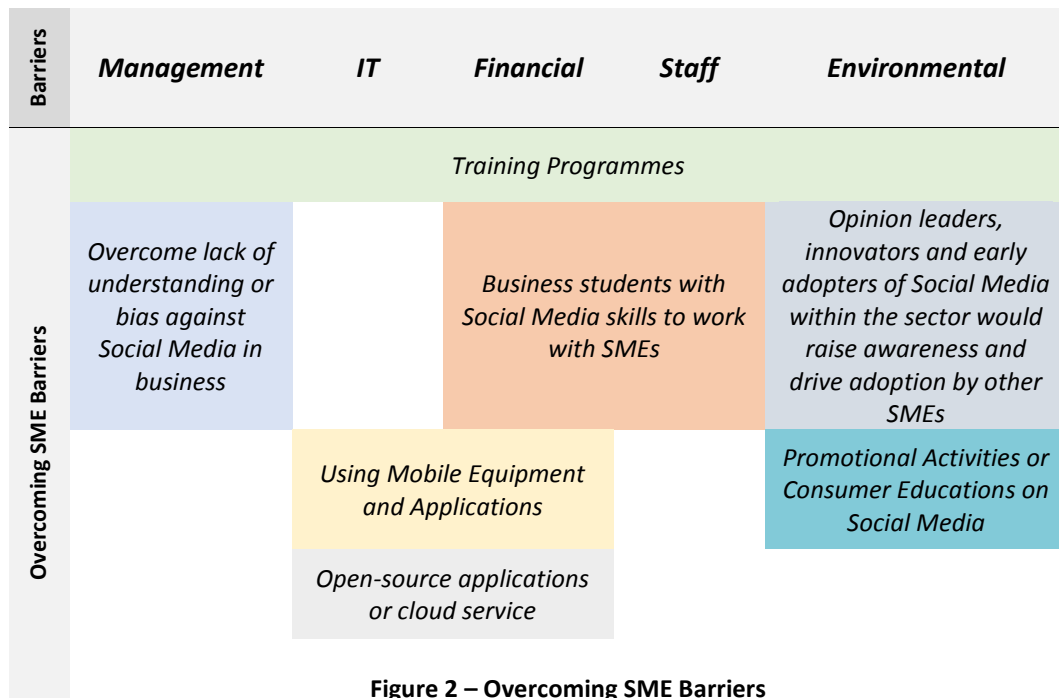 Barriers
Management
IT
Financial
Staff
Environmental
Overcoming SME Barriers
Training Programmes
Overcome lack of
understanding or
bias against
Social Media in
business
Business students with
Social Media skills to work
with SMEs
Opinion leaders,
innovators and early
adopters of Social Media
within the sector would
raise awareness and
drive adoption by other
SMEs
Using Mobile Equipment
and Applications
Promotional Activities or
Consumer Educations on
Social Media
Open-source applications
or cloud service
Figure 2 – Overcoming SME Barriers